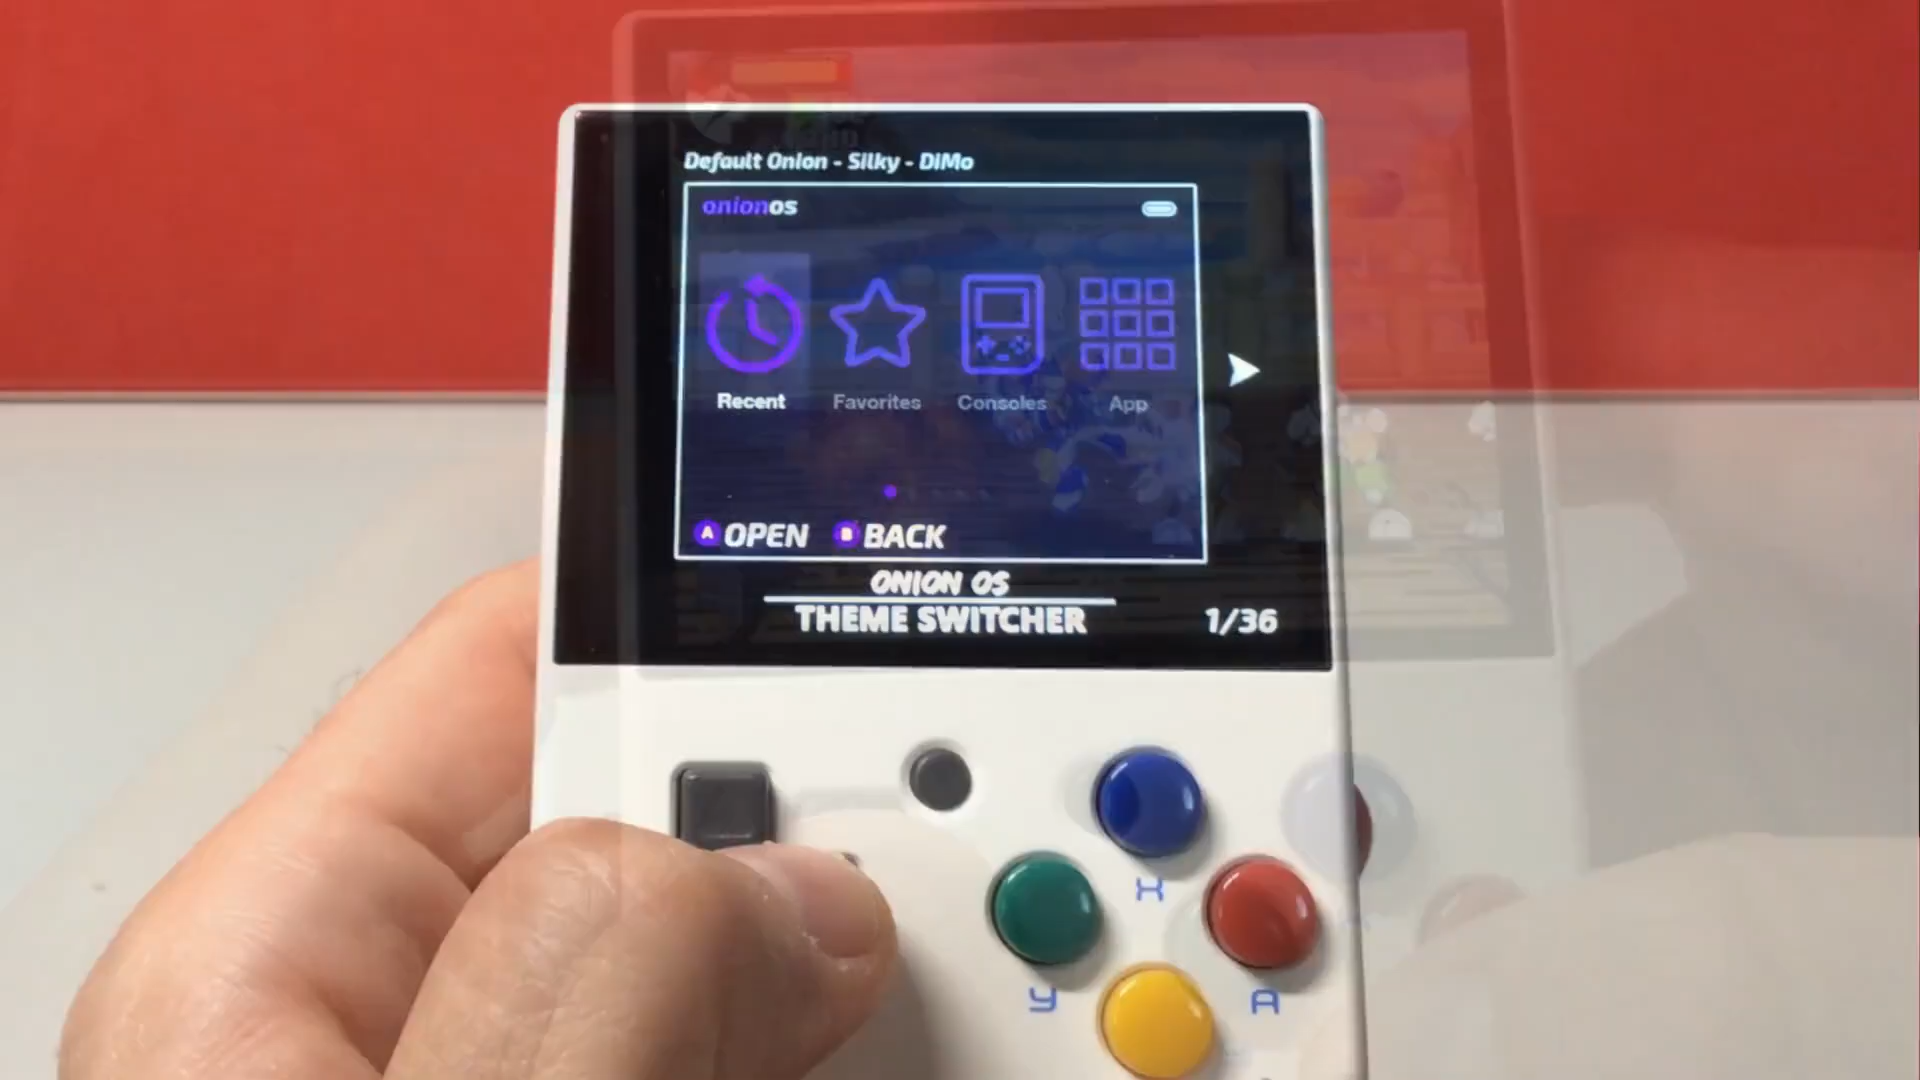 Default Onion - Silky - DiMo
onionos
Recent
Favorites
Consoles
App
A OPEN B BACK
ONION OS
THEME SWITCHER
1/36
X
Y
A